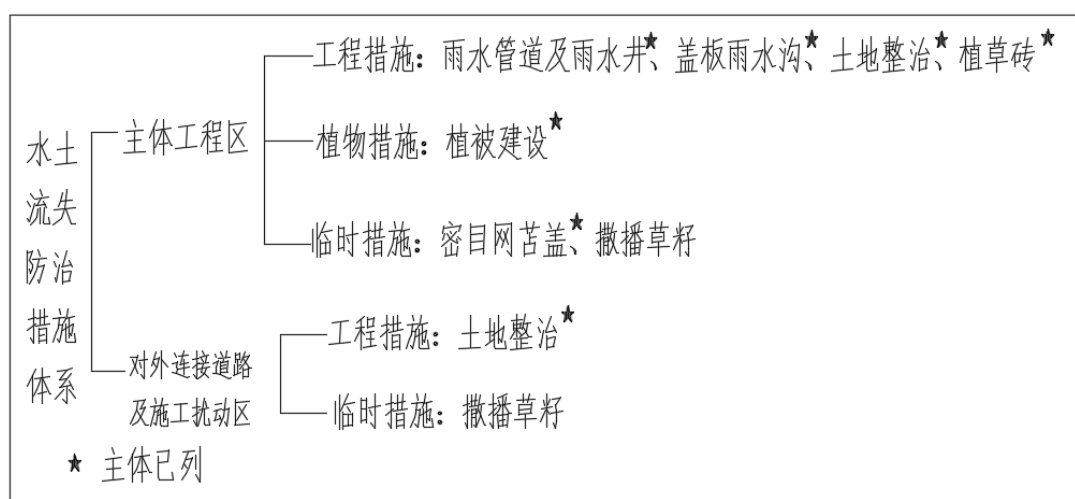 水土流失防治措施体系
主体工程区
工程措施：雨水管道及雨水井★、盖板雨水沟★、土地整治★、植草砖★
植物措施：植被建设★
临时措施：密目网苫盖★、撒播草籽
对外连接道路
及施工扰动区
工程措施：土地整治★
临时措施：撒播草籽
★ 主体已列